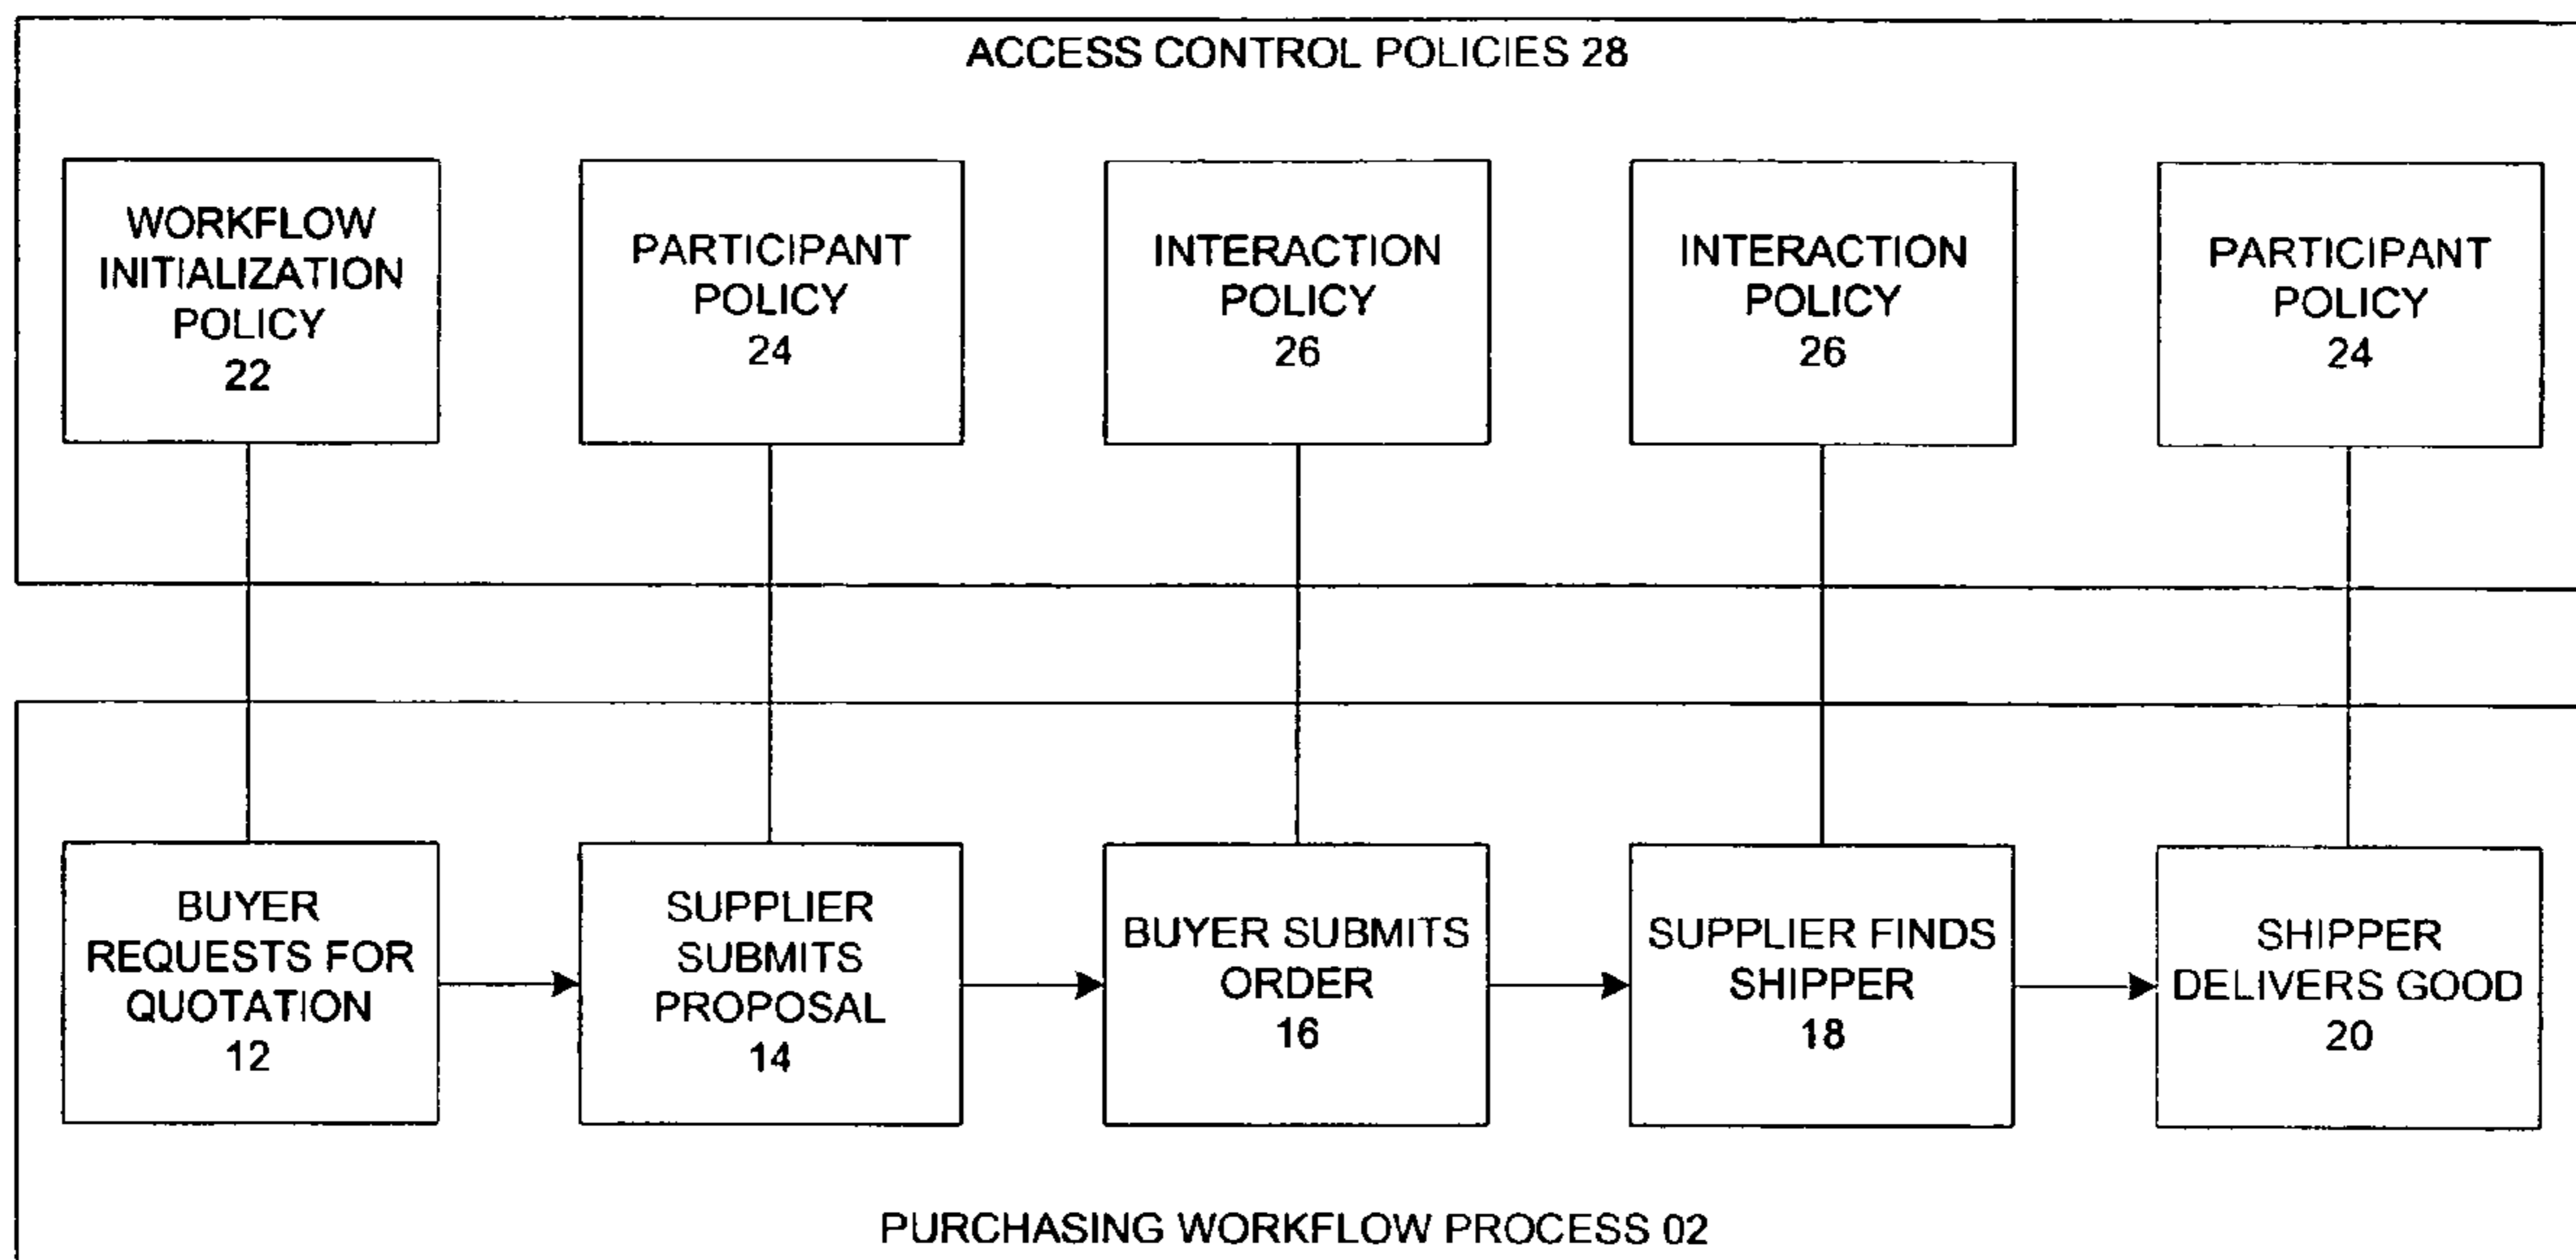 ACCESS CONTROL POLICIES 28
WORKFLOW
INITIALIZATION
POLICY
22
PARTICIPANT
POLICY
24
INTERACTION
POLICY
26
INTERACTION
POLICY
26
PARTICIPANT
POLICY
24
BUYER
REQUESTS FOR
QUOTATION
12
SUPPLIER
SUBMITS
PROPOSAL
14
BUYER SUBMITS
ORDER
16
SUPPLIER FINDS
SHIPPER
18
SHIPPER
DELIVERS GOOD
20
PURCHASING WORKFLOW PROCESS 02